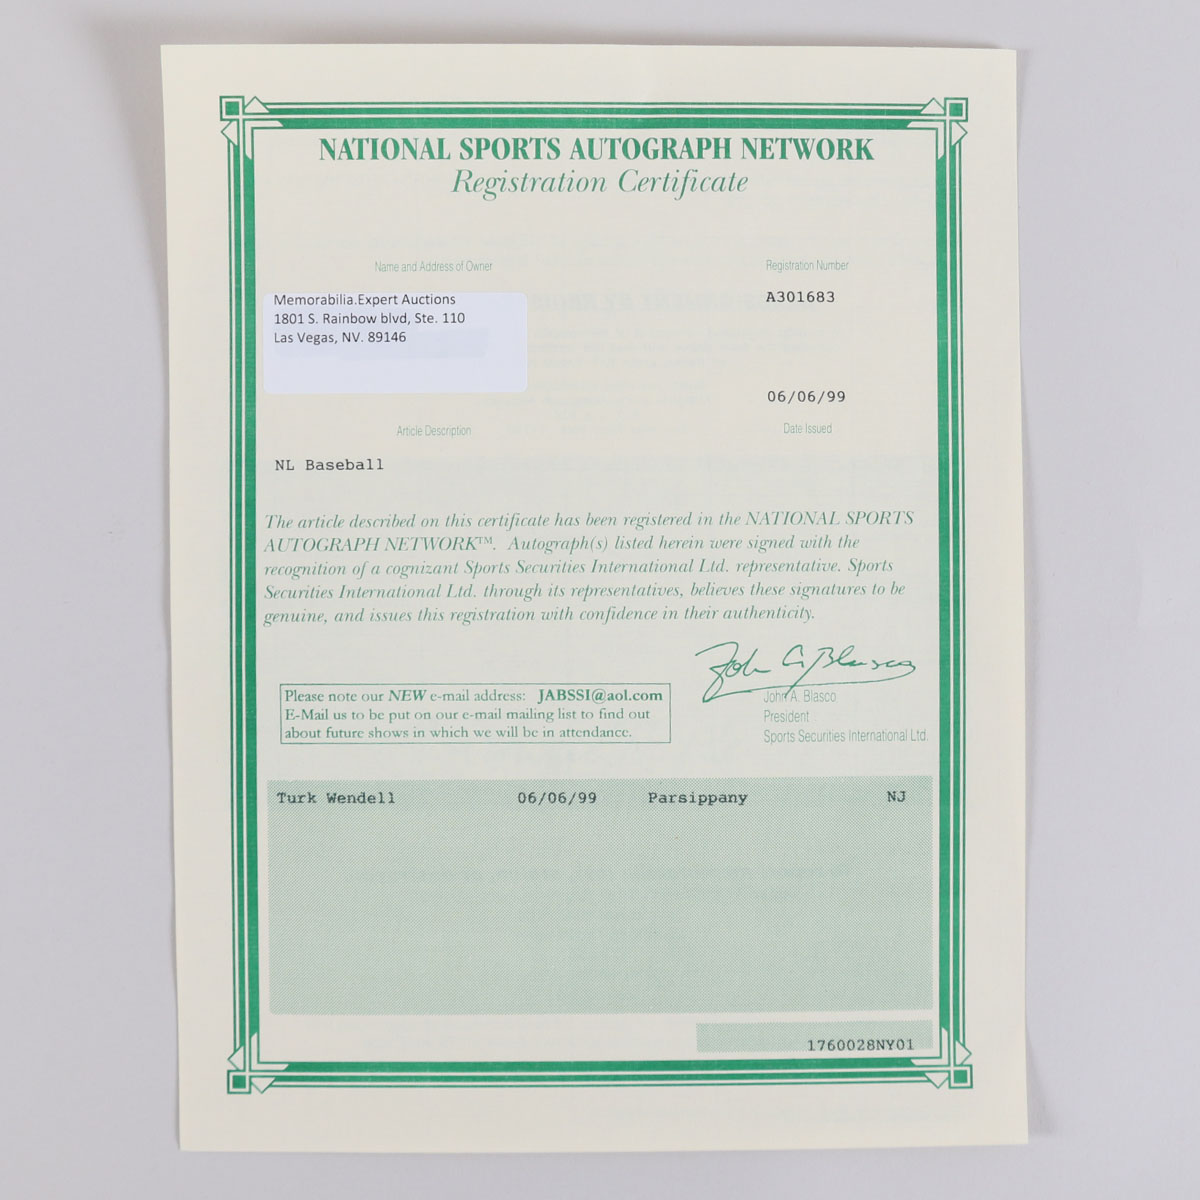 NATIONAL SPORTS AUTOGRAPH NETWORK
Registration Certificate
Name and Address of Owner
Registration Number
Memorabilia.Expert Auctions
1801 S. Rainbow blvd, Ste. 110
Las Vegas, NV. 89146
A301683
06/06/99
Article Description
Date Issued
NL Baseball
The article described on this certificate has been registered in the NATIONAL SPORTS
AUTOGRAPH NETWORK™. Autograph(s) listed herein were signed with the
recognition of a cognizant Sports Securities International Ltd. representative. Sports
Securities International Ltd. through its representatives, believes these signatures to be
genuine, and issues this registration with confidence in their authenticity.
John A. Blasco
John A. Blasco
President
Sports Securities International Ltd.
Please note our NEW e-mail address: JABSSI@aol.com
E-Mail us to be put on our e-mail mailing list to find out
about future shows in which we will be in attendance.
Turk Wendell 06/06/99 Parsippany NJ
1760028NY01